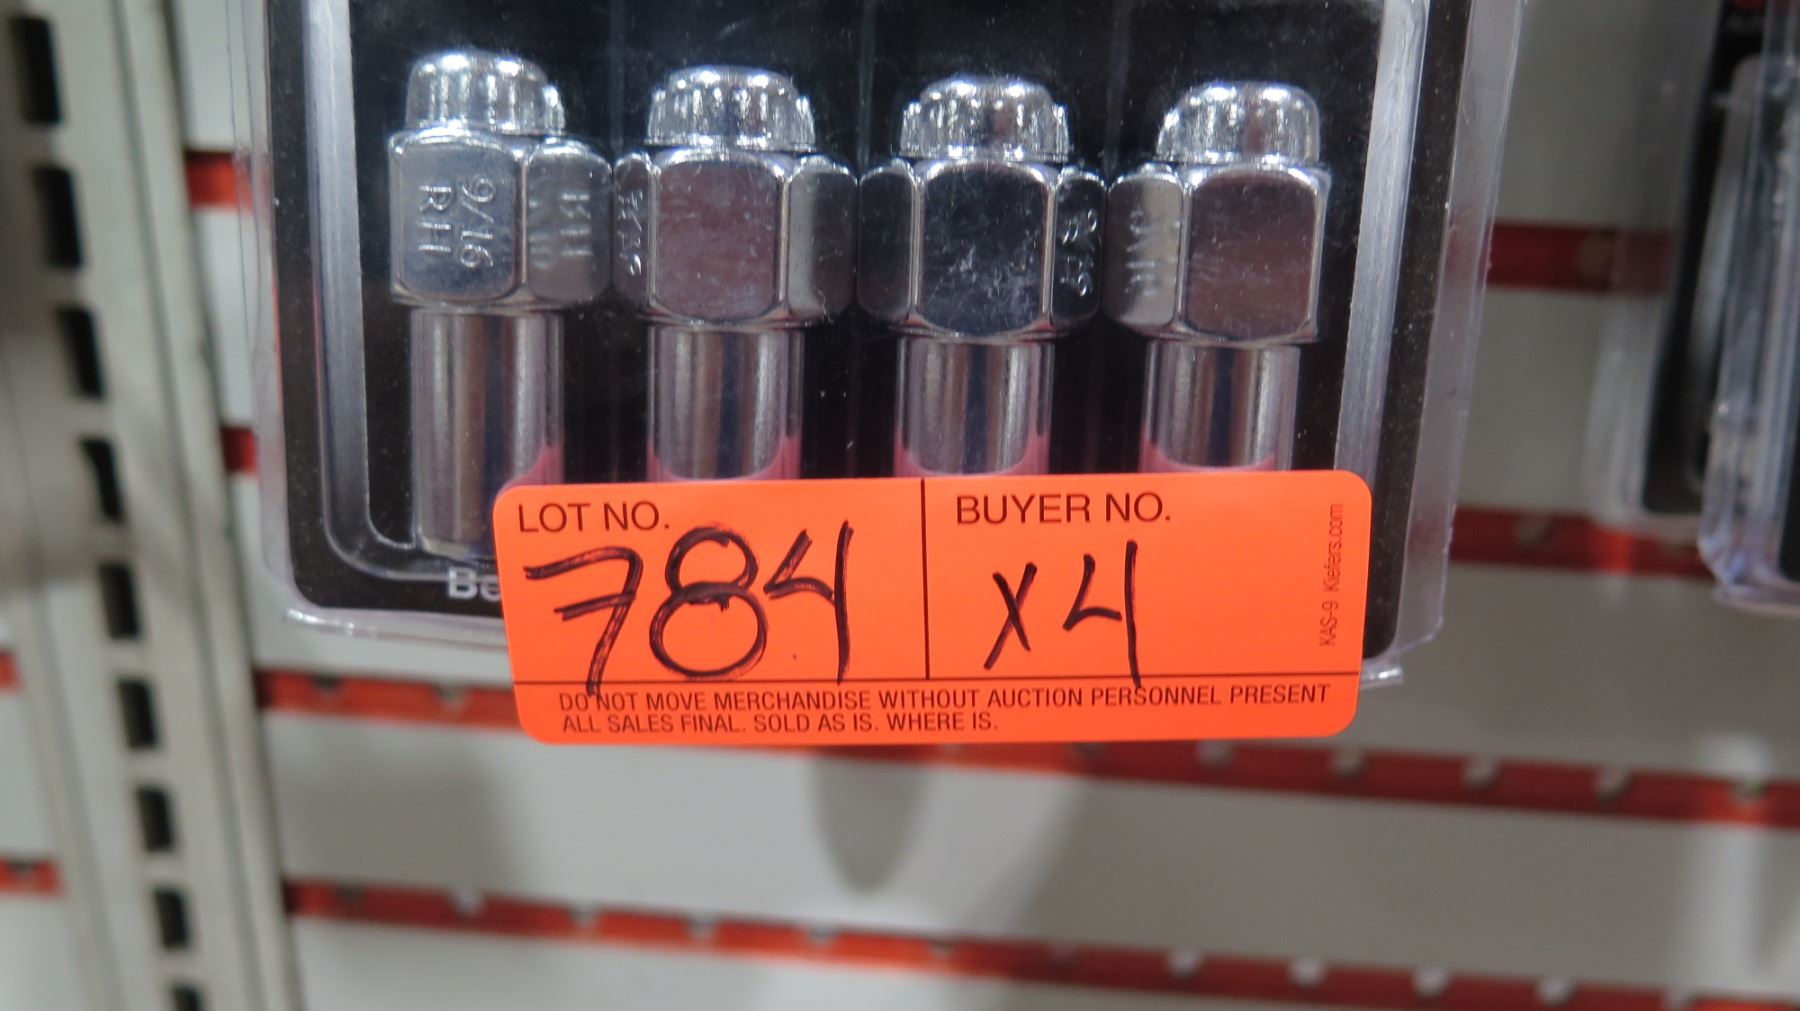 9/16
RH
LOT NO.
784
BUYER NO.
x4
KAS-9 Kiefers.com
DO NOT MOVE MERCHANDISE WITHOUT AUCTION PERSONNEL PRESENT
ALL SALES FINAL. SOLD AS IS. WHERE IS.